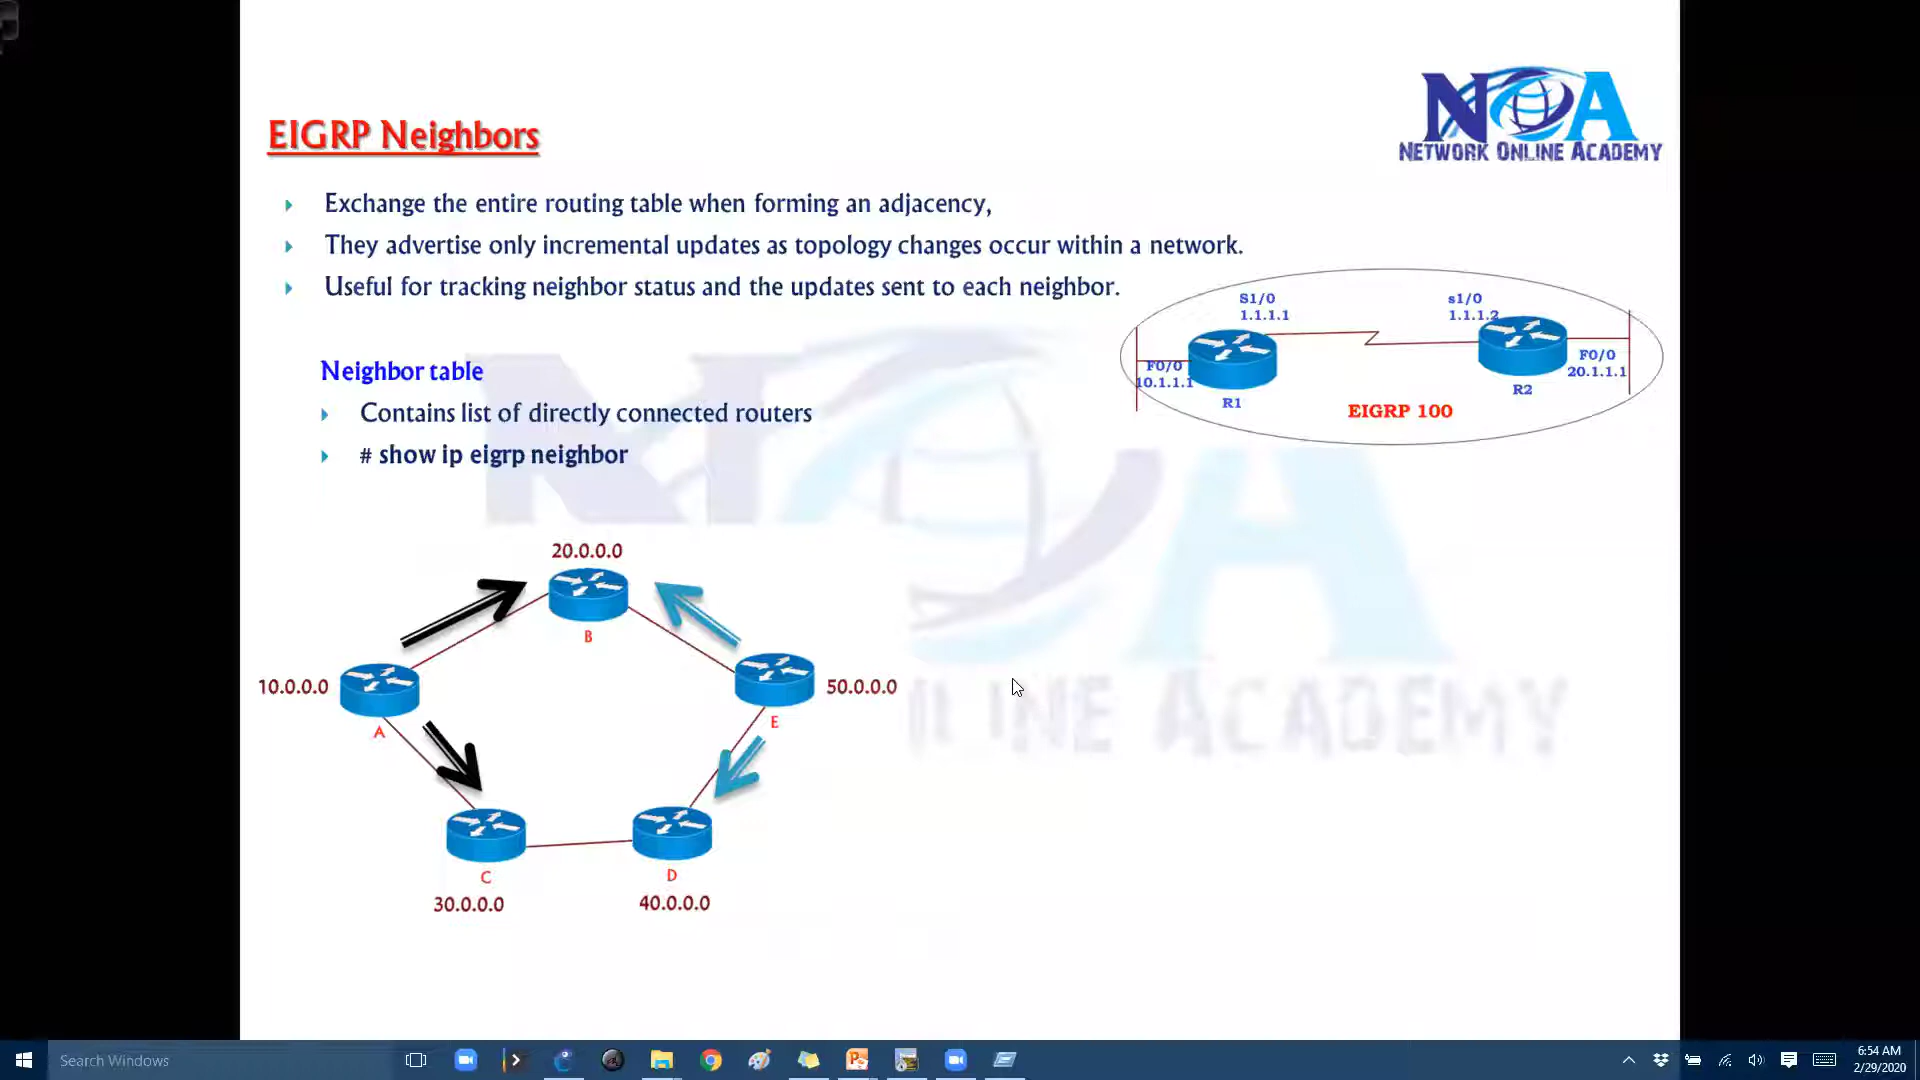 EIGRP Neighbors
NOA
NETWORK ONLINE ACADEMY
Exchange the entire routing table when forming an adjacency,
They advertise only incremental updates as topology changes occur within a network.
Useful for tracking neighbor status and the updates sent to each neighbor.
S1/0
1.1.1.1
s1/0
1.1.1.2
F0/0
10.1.1.1
F0/0
20.1.1.1
R1
R2
EIGRP 100
Neighbor table
Contains list of directly connected routers
# show ip eigrp neighbor
20.0.0.0
B
10.0.0.0
A
50.0.0.0
E
C
D
30.0.0.0
40.0.0.0
LINE ACADEMY
Search Windows
6:54 AM
2/29/2020